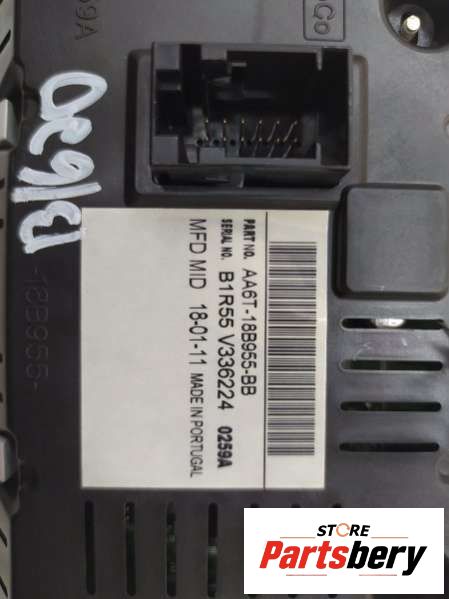 PART NO. AA6T-18B955-BB
SERIAL NO. B1R55 V336224 0259A
MFD MID 18-01-11 MADE IN PORTUGAL
-18B955-
STORE
Partsbery